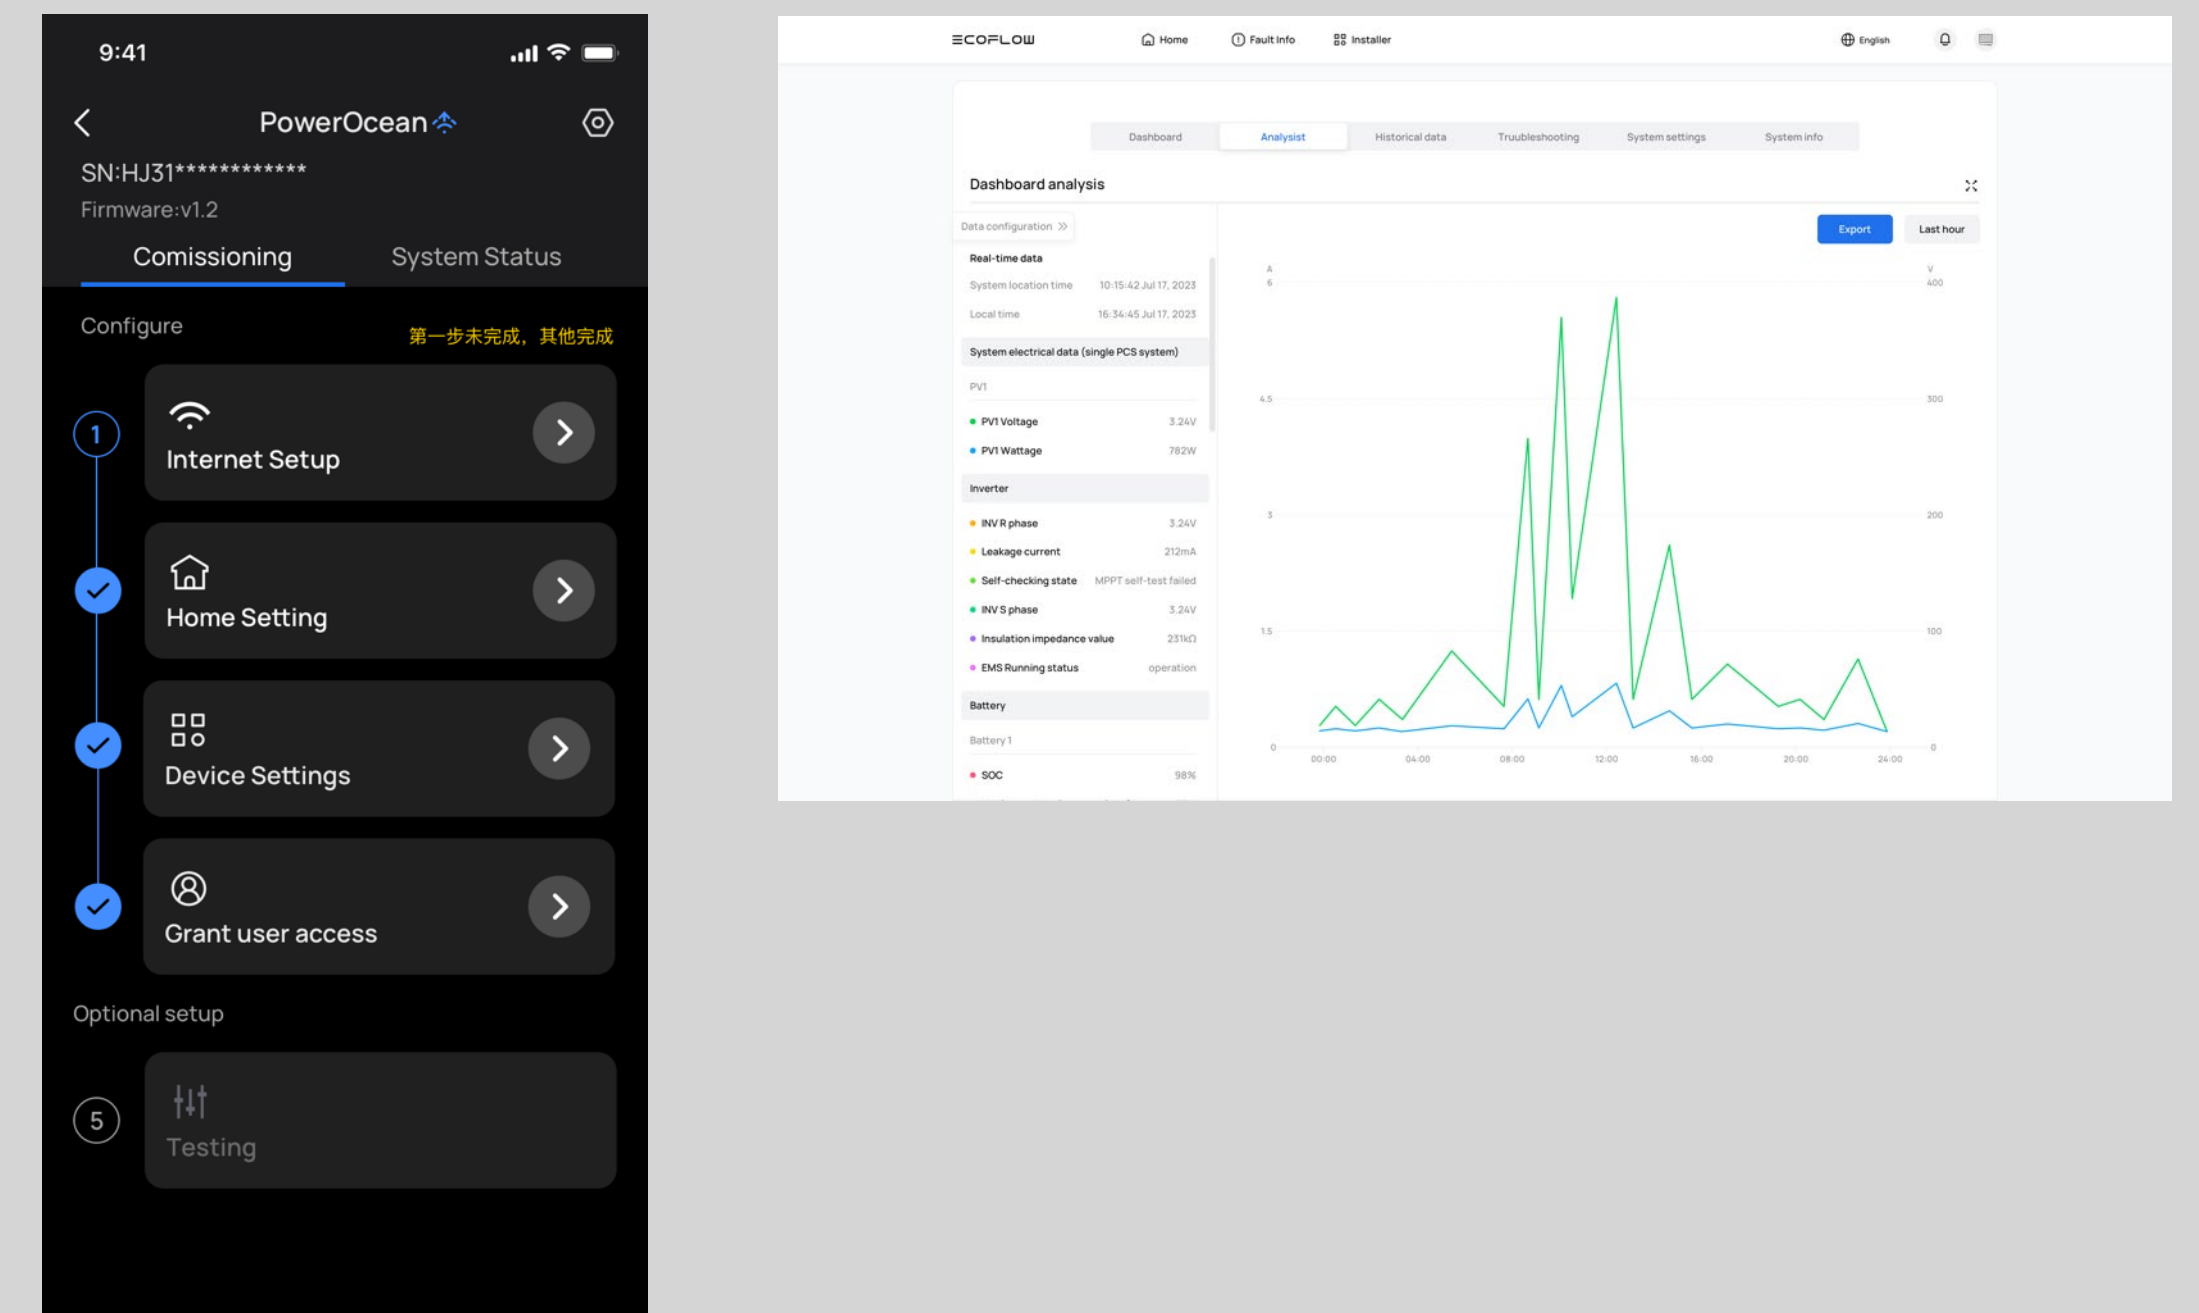 9:41
PowerOcean
SN:HJ31************
Firmware:v1.2
Comissioning
System Status
Configure
第一步未完成，其他完成
1
Internet Setup
Home Setting
Device Settings
Grant user access
Optional setup
5
Testing
ECOFLOW
Home
Fault Info
Installer
English
Dashboard
Analysist
Historical data
Truubleshooting
System settings
System info
Dashboard analysis
Data configuration
Export
Last hour
Real-time data
System location time 10:15:42 Jul 17, 2023
Local time 16:34:45 Jul 17, 2023
System electrical data (single PCS system)
PV1
PV1 Voltage 3.24V
PV1 Wattage 782W
Inverter
INV R phase 3.24V
Leakage current 212mA
Self-checking state MPPT self-test failed
INV S phase 3.24V
Insulation impedance value 231kΩ
EMS Running status operation
Battery
Battery 1
SOC 98%
A
6
4.5
3
1.5
0
V
400
300
200
100
0
00:00 04:00 08:00 12:00 16:00 20:00 24:00